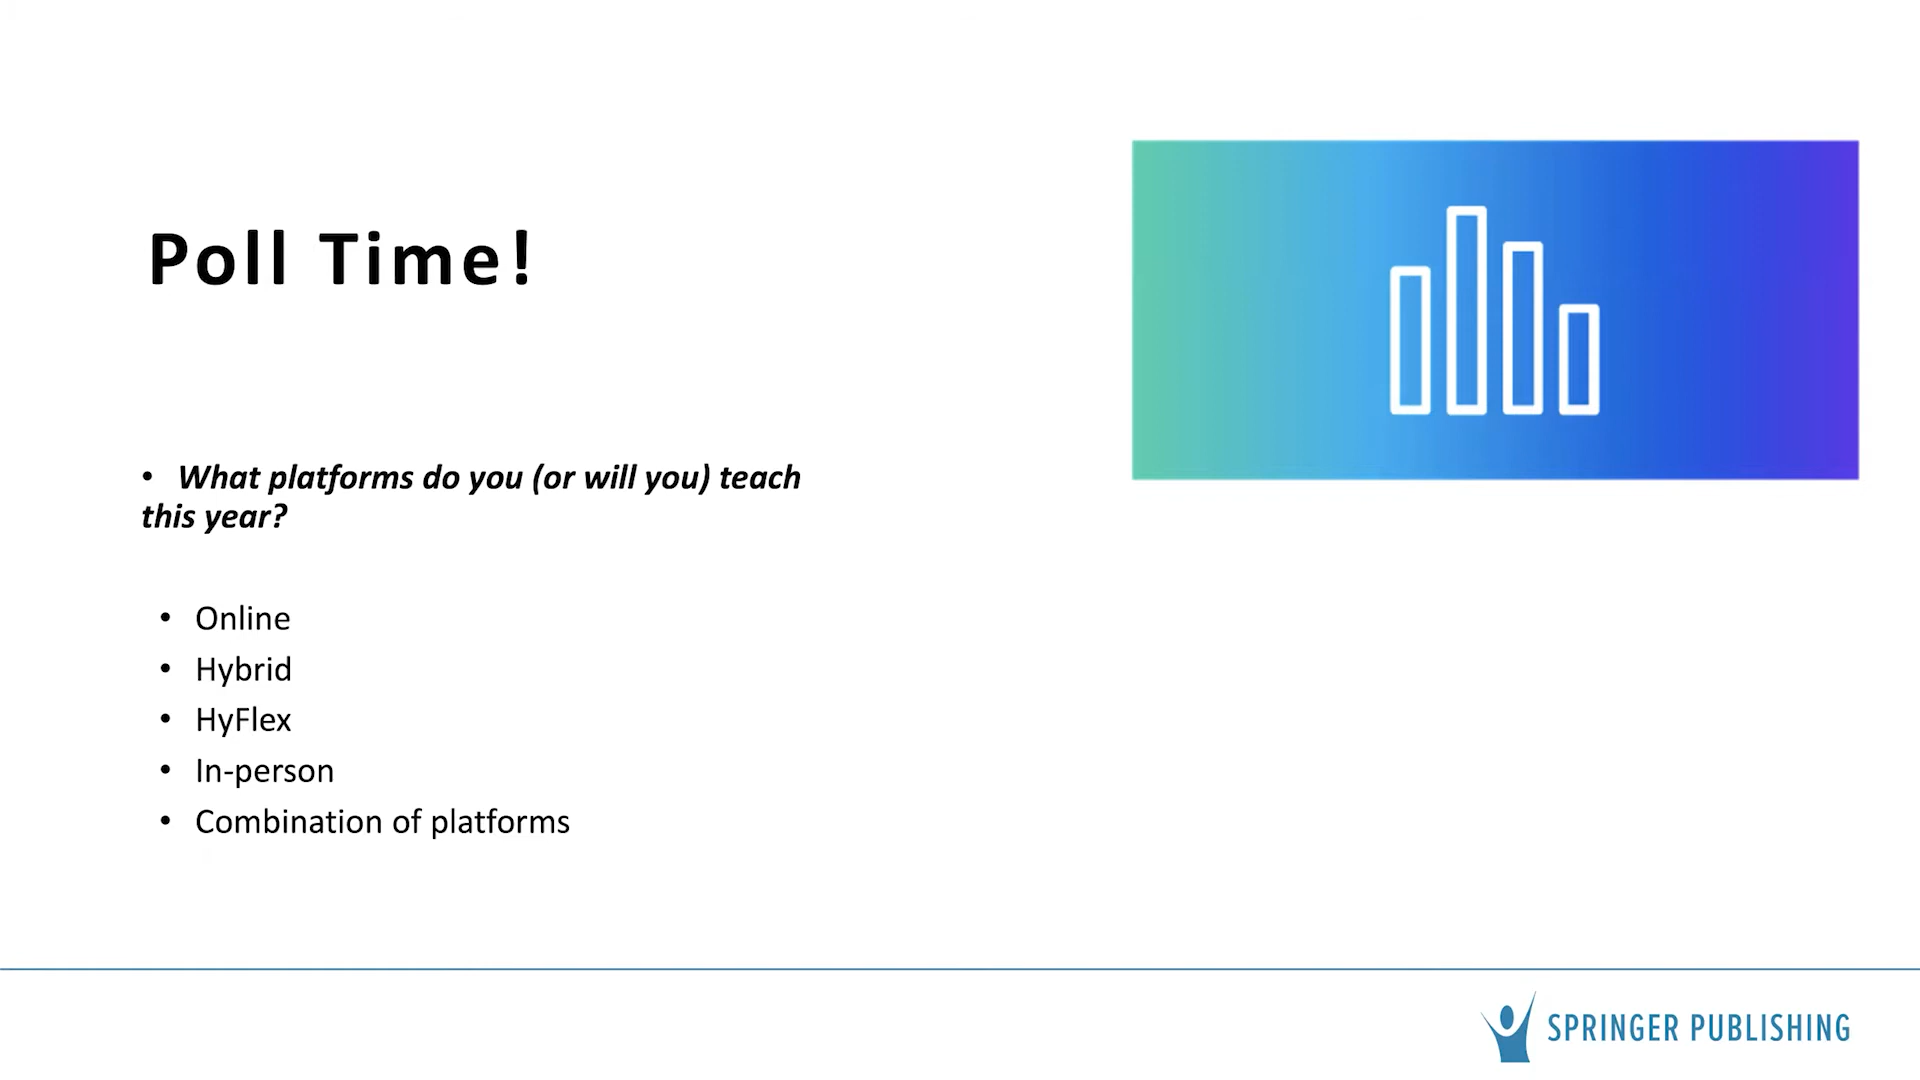 Poll Time!
• What platforms do you (or will you) teach
this year?
• Online
• Hybrid
• HyFlex
• In-person
• Combination of platforms
SPRINGER PUBLISHING